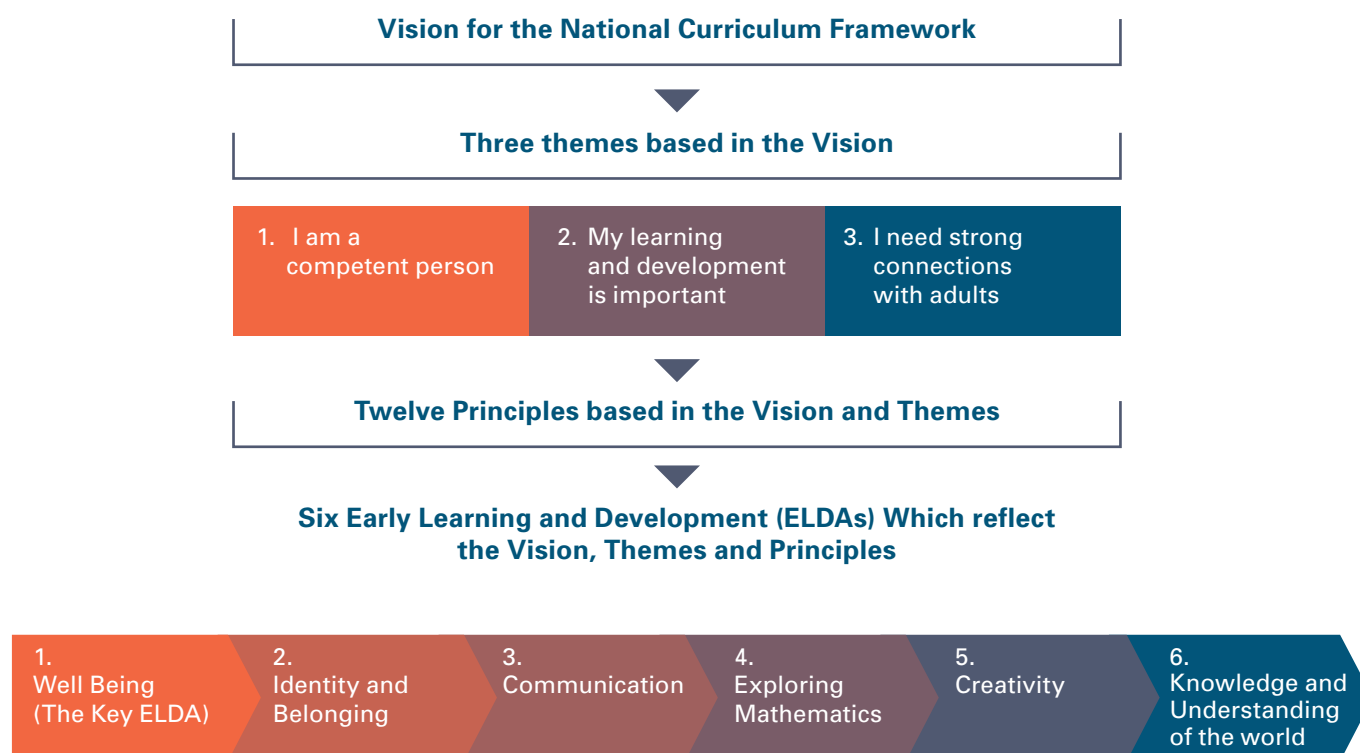 Vision for the National Curriculum Framework
Three themes based in the Vision
1. I am a
competent person
2. My learning
and development
is important
3. I need strong
connections
with adults
Twelve Principles based in the Vision and Themes
Six Early Learning and Development (ELDAs) Which reflect
the Vision, Themes and Principles
1.
Well Being
(The Key ELDA)
2.
Identity and
Belonging
3.
Communication
4.
Exploring
Mathematics
5.
Creativity
6.
Knowledge and
Understanding
of the world